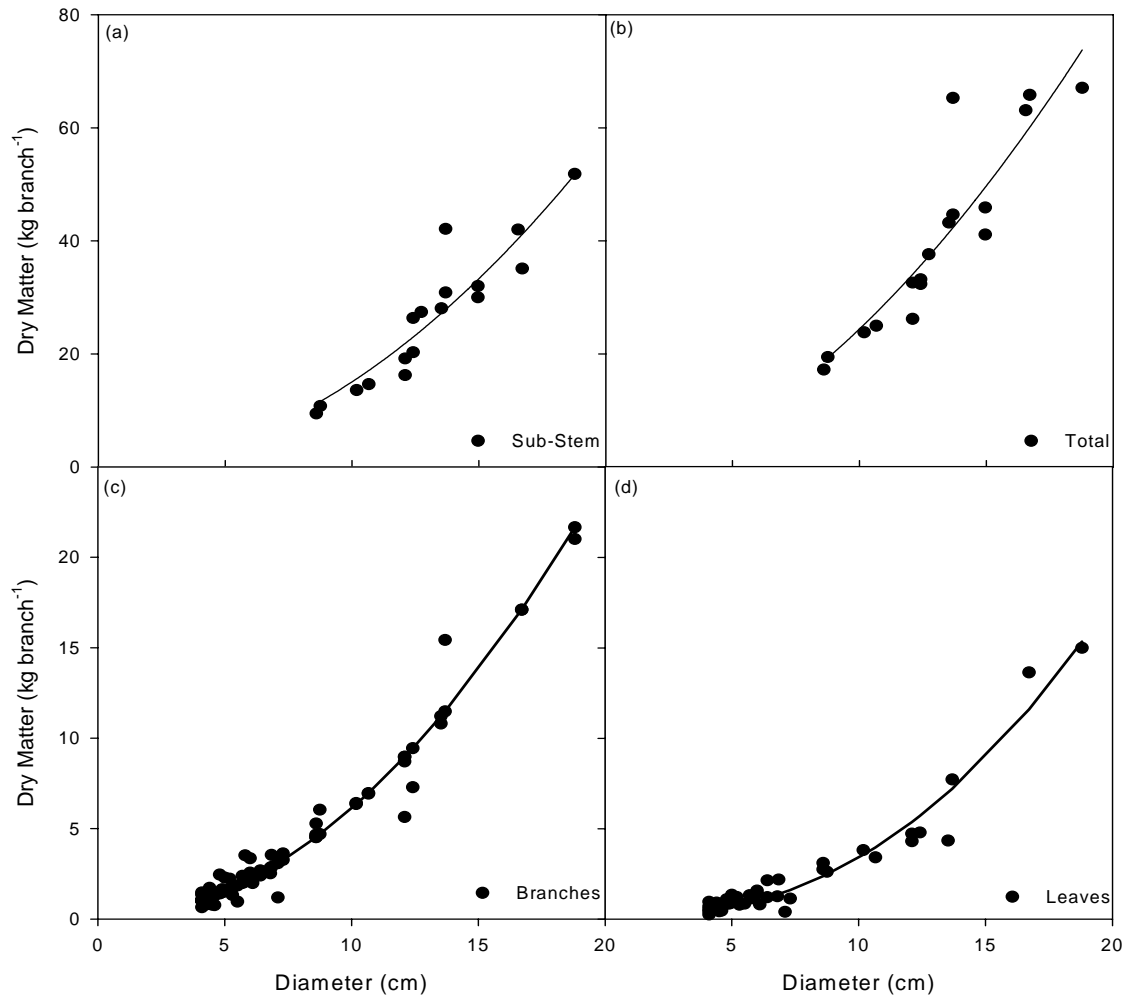 80
(a)
(b)
60
40
20
0
Dry Matter (kg branch⁻¹)
Sub-Stem
Total
(c)
(d)
20
15
10
5
0
Dry Matter (kg branch⁻¹)
Branches
Leaves
0 5 10 15 20
5 10 15 20
Diameter (cm)
Diameter (cm)